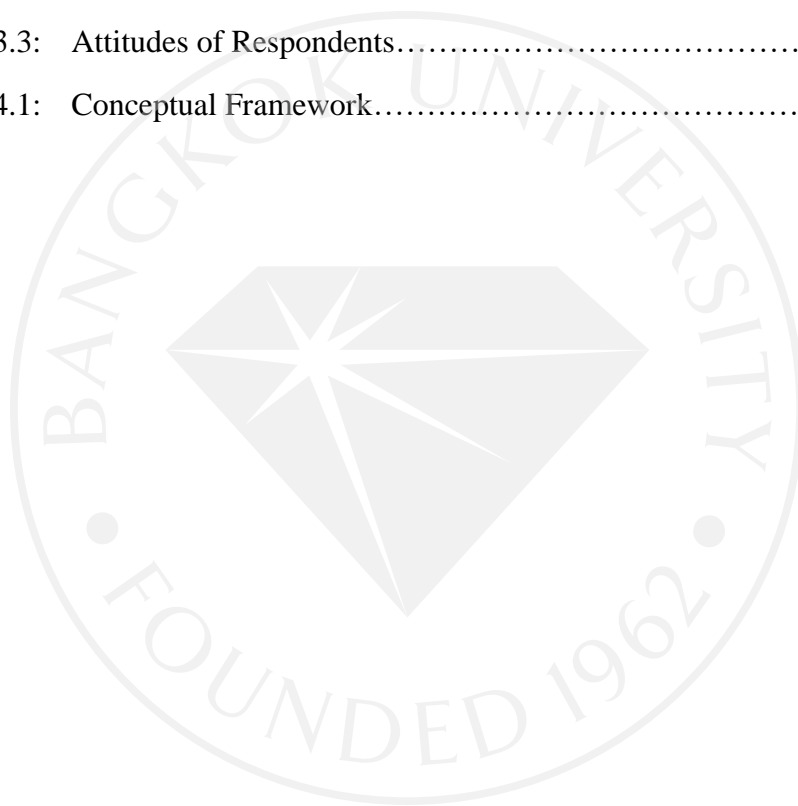 3.3: Attitudes of Respondents……………………………….
4.1: Conceptual Framework………………………………….
BANGKOK UNIVERSITY
• FOUNDED 1962 •